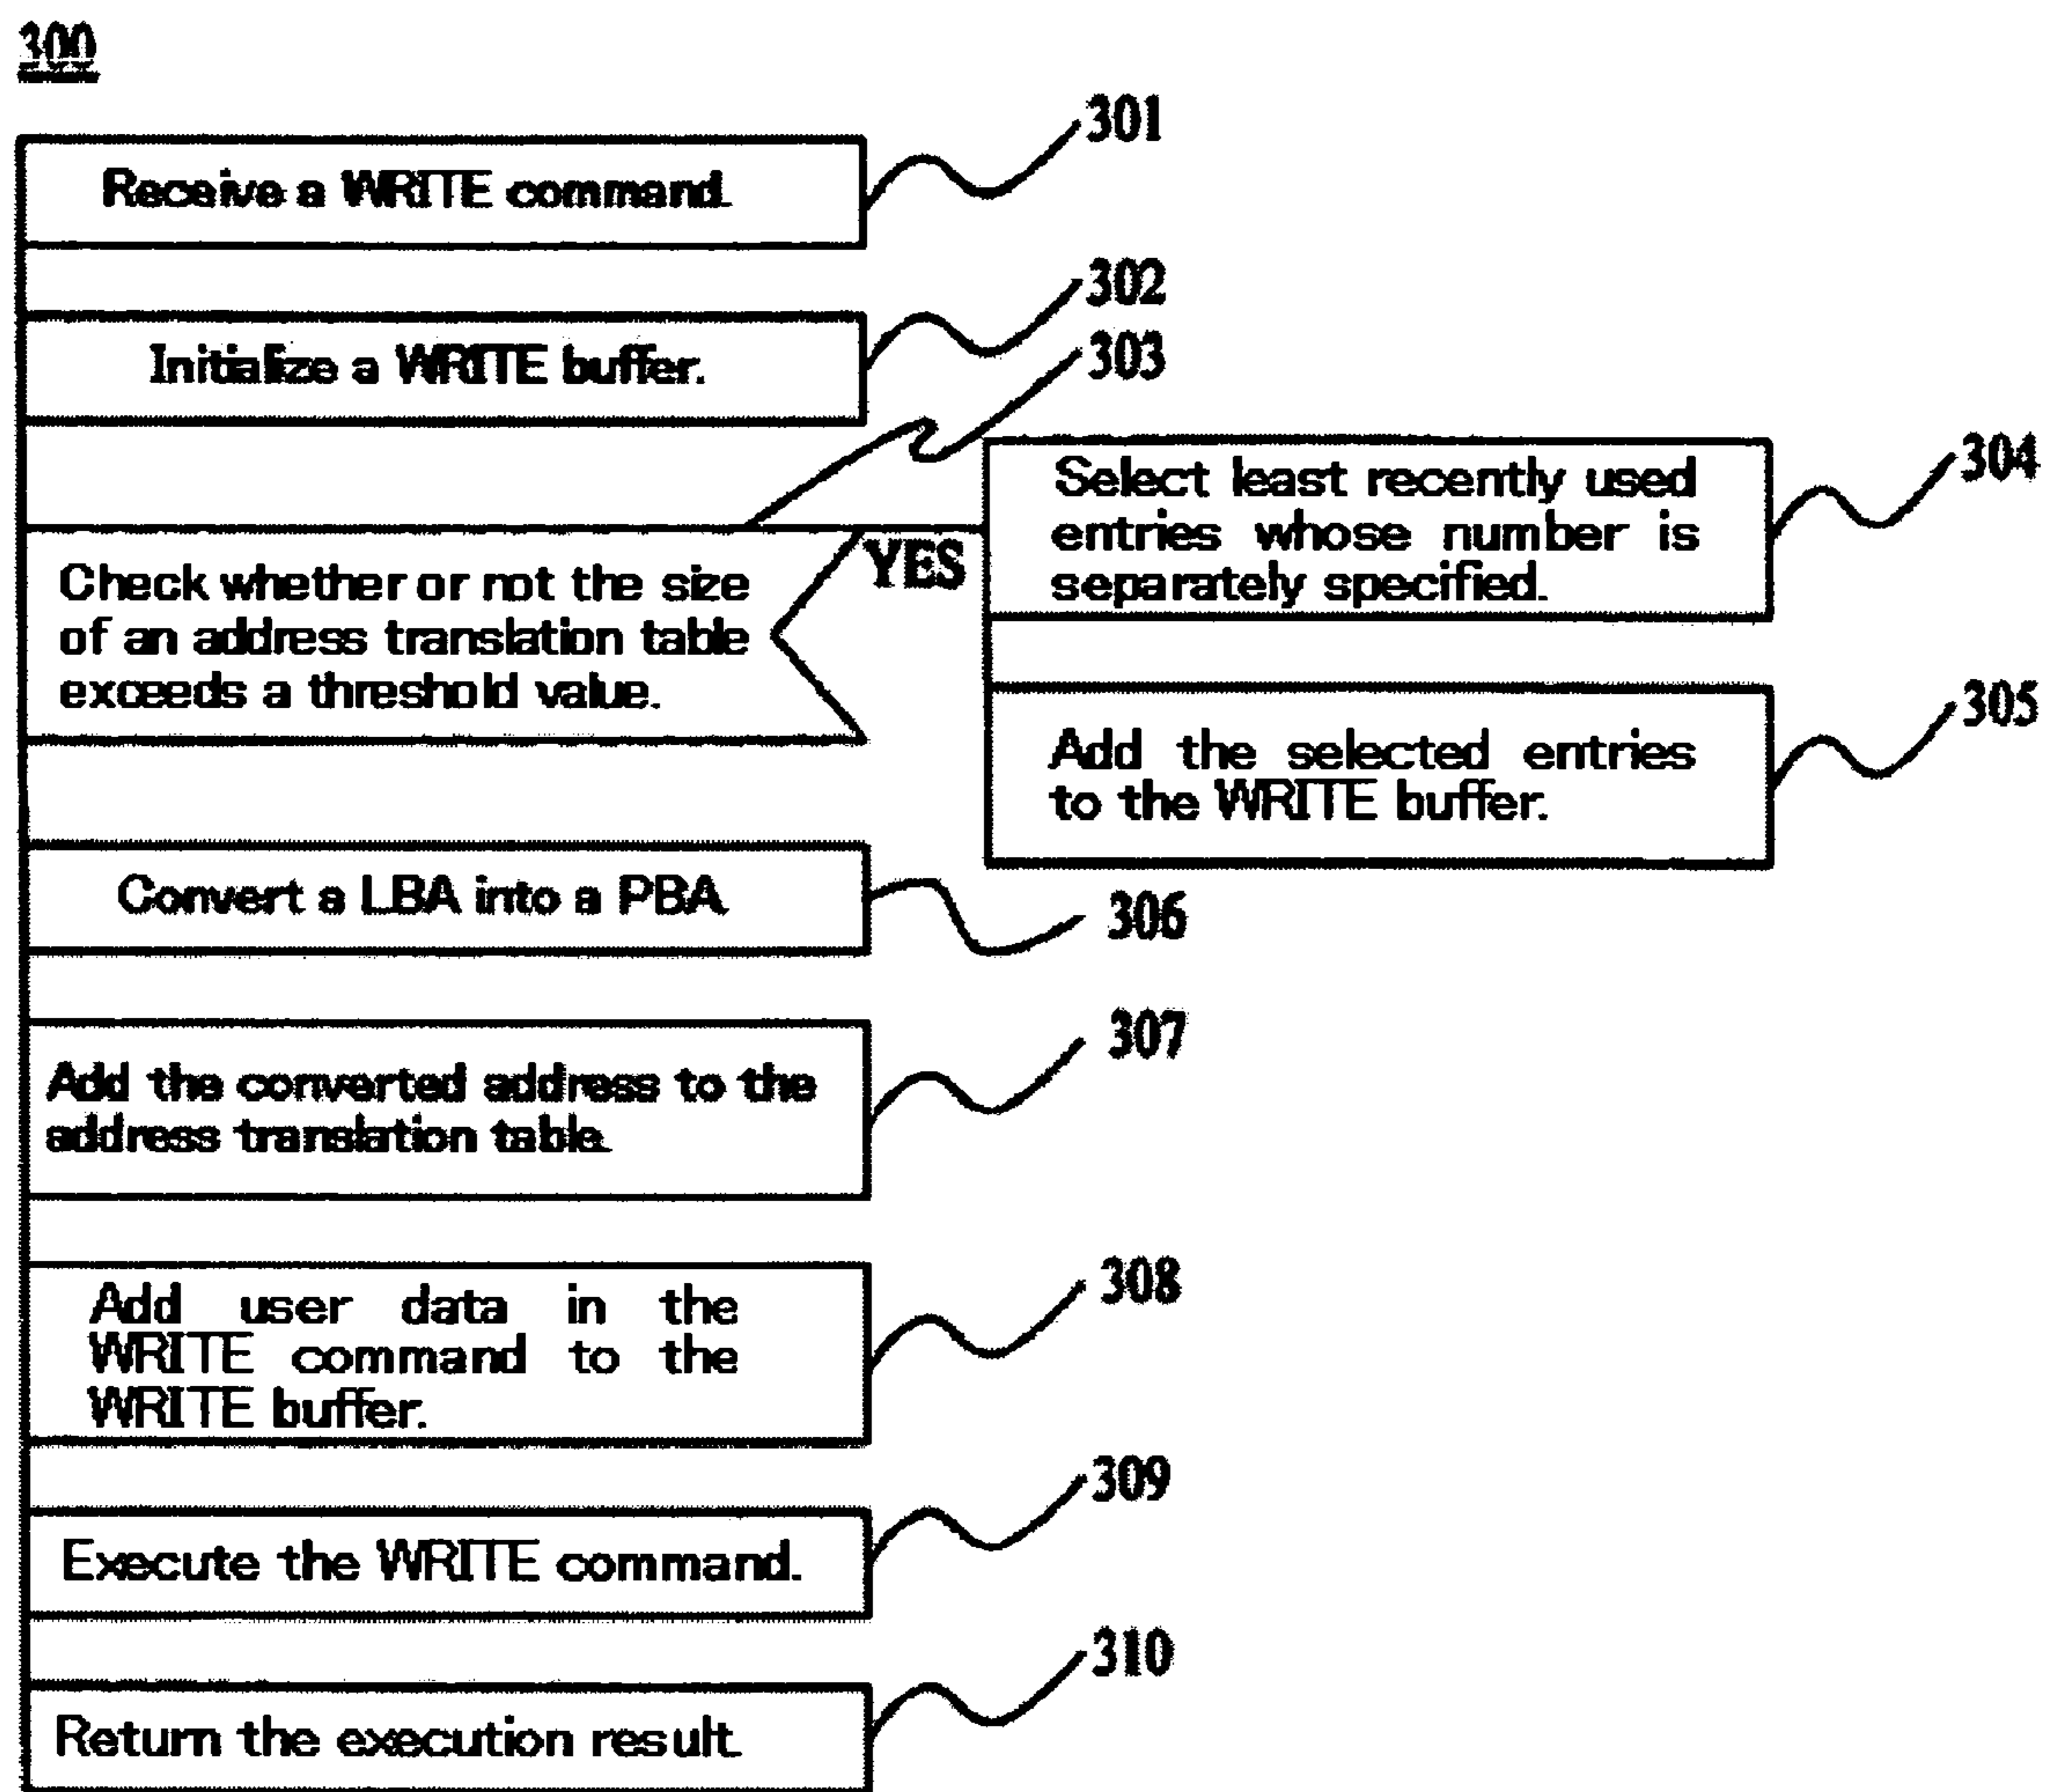 300
301
Receive a WRITE command.
302
Initialize a WRITE buffer.
303
304
Select least recently used
entries whose number is
separately specified.
YES
Check whether or not the size
of an address translation table
exceeds a threshold value.
305
Add the selected entries
to the WRITE buffer.
Convert a LBA into a PBA
306
307
Add the converted address to the
address translation table.
308
Add user data in the
WRITE command to the
WRITE buffer.
309
Execute the WRITE command.
310
Return the execution result.